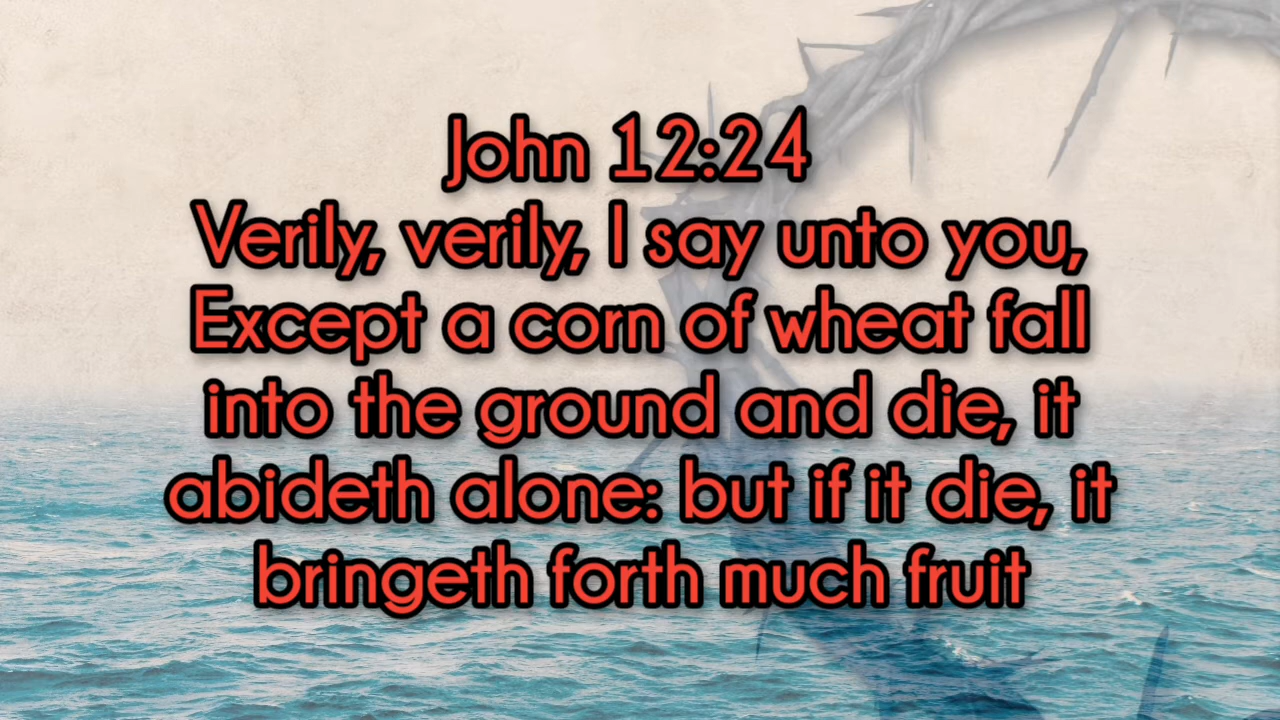 John 12:24
Verily, verily, I say unto you,
Except a corn of wheat fall
into the ground and die, it
abideth alone: but if it die, it
bringeth forth much fruit